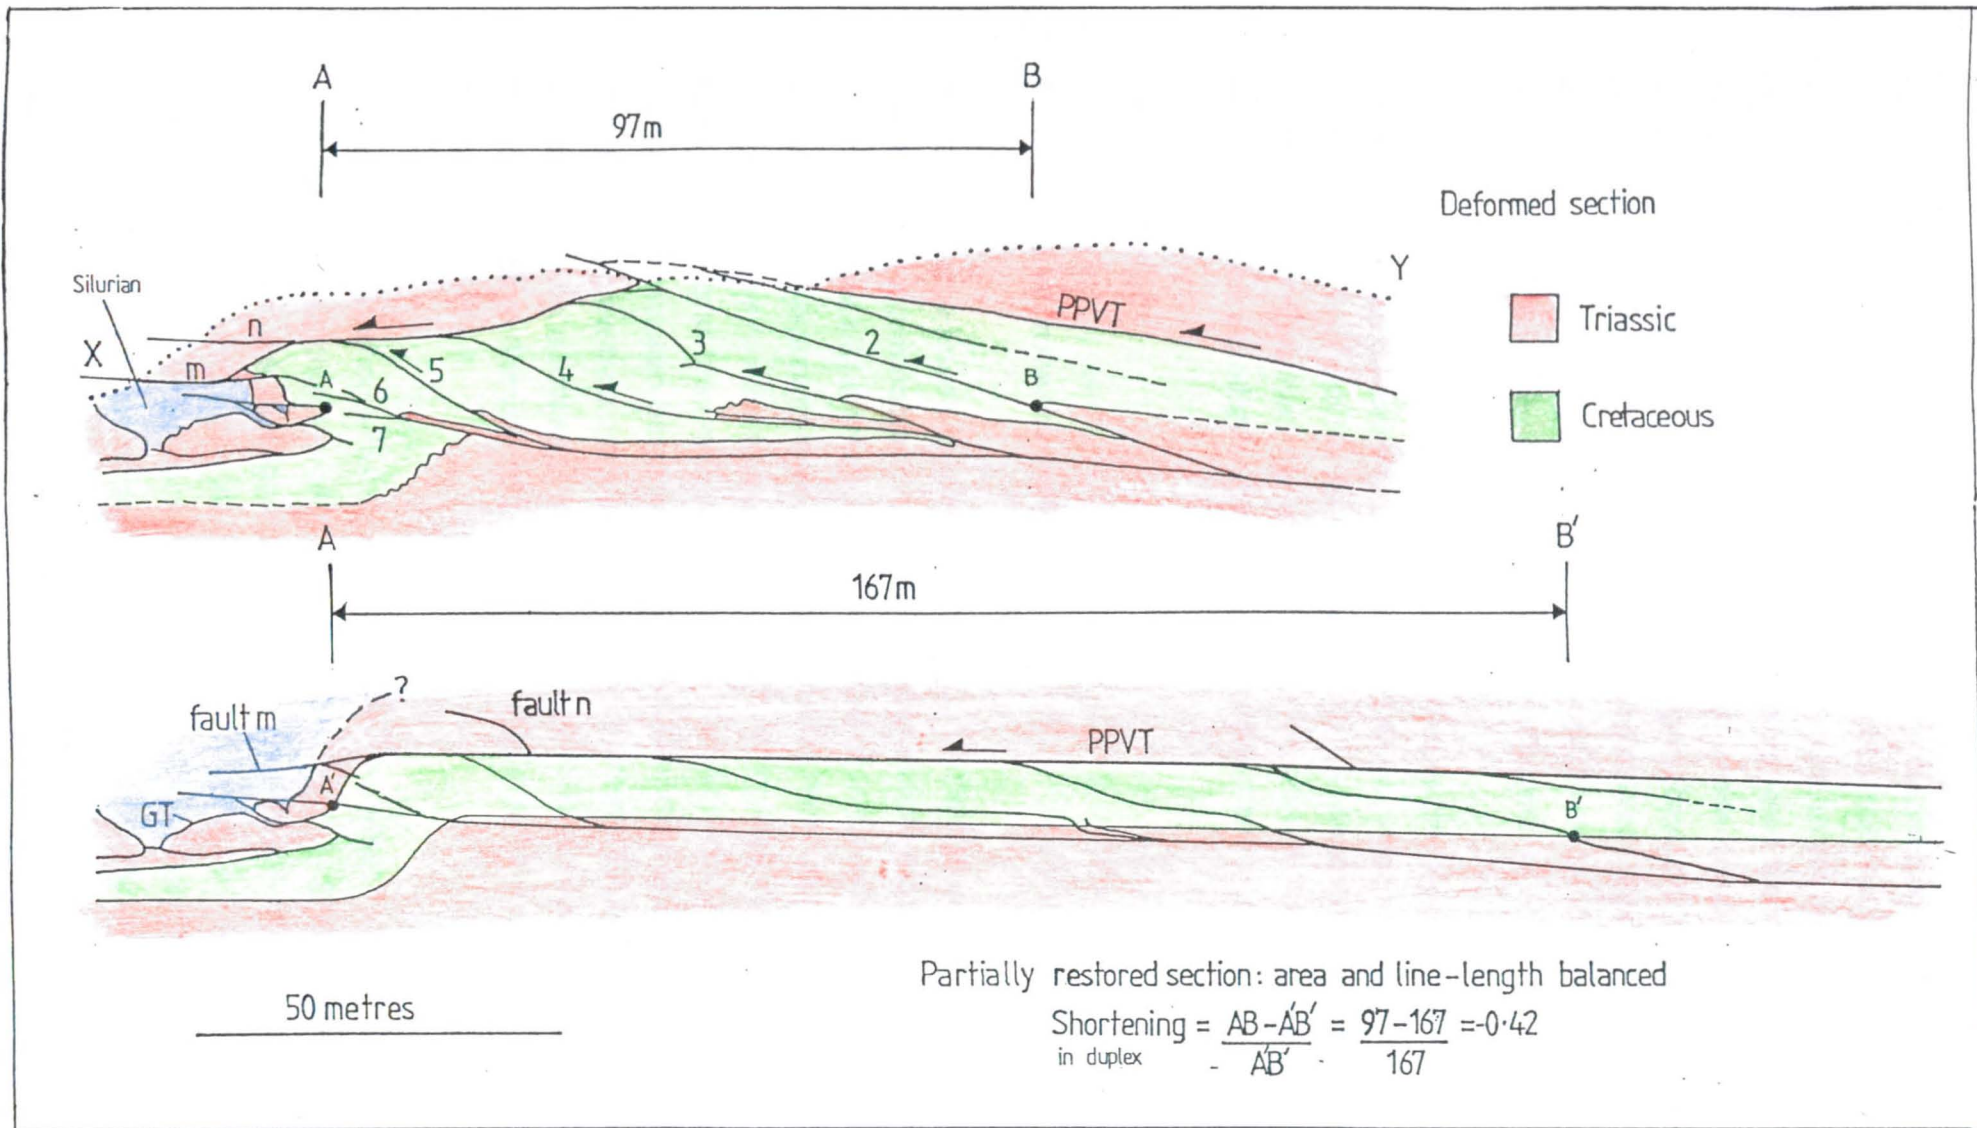 A B
97m
Deformed section
Y
Silurian
PPVT
n
Triassic
X
3 2
m 5
A 4 B
6
Cretaceous
7
A B′
167m
?
fault m fault n
PPVT
A′
GT B′
Partially restored section: area and line-length balanced
50 metres
Shortening = AB-A′B′ = 97-167 =-0·42
in duplex A′B′ 167